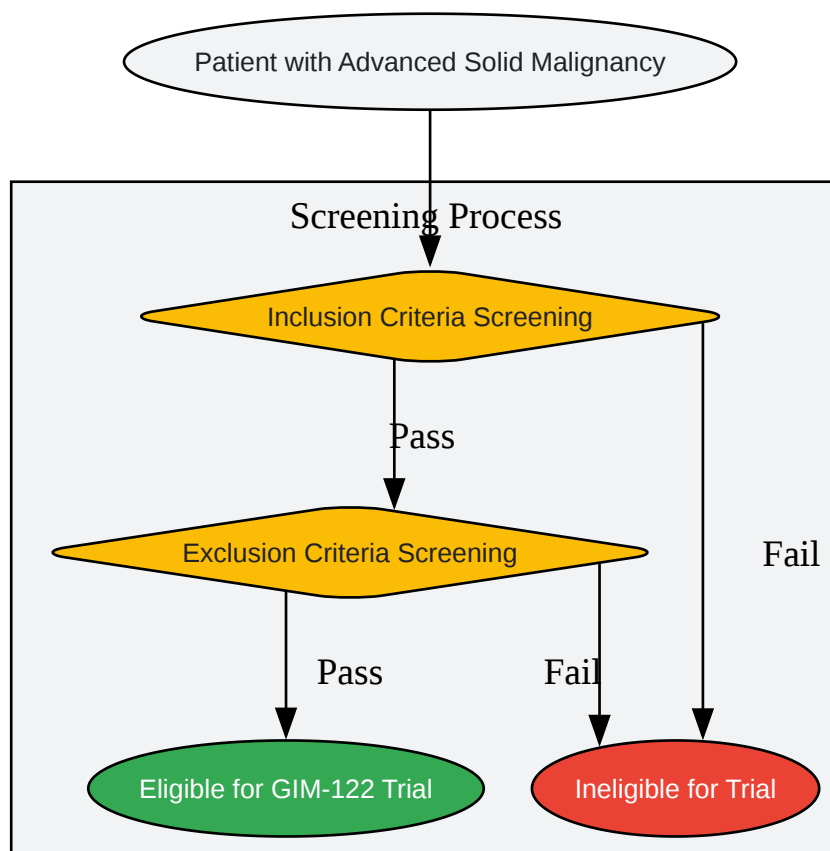 Patient with Advanced Solid Malignancy
Screening Process
Inclusion Criteria Screening
Pass
Exclusion Criteria Screening
Fail
Pass
Fail
Eligible for GIM-122 Trial
Ineligible for Trial